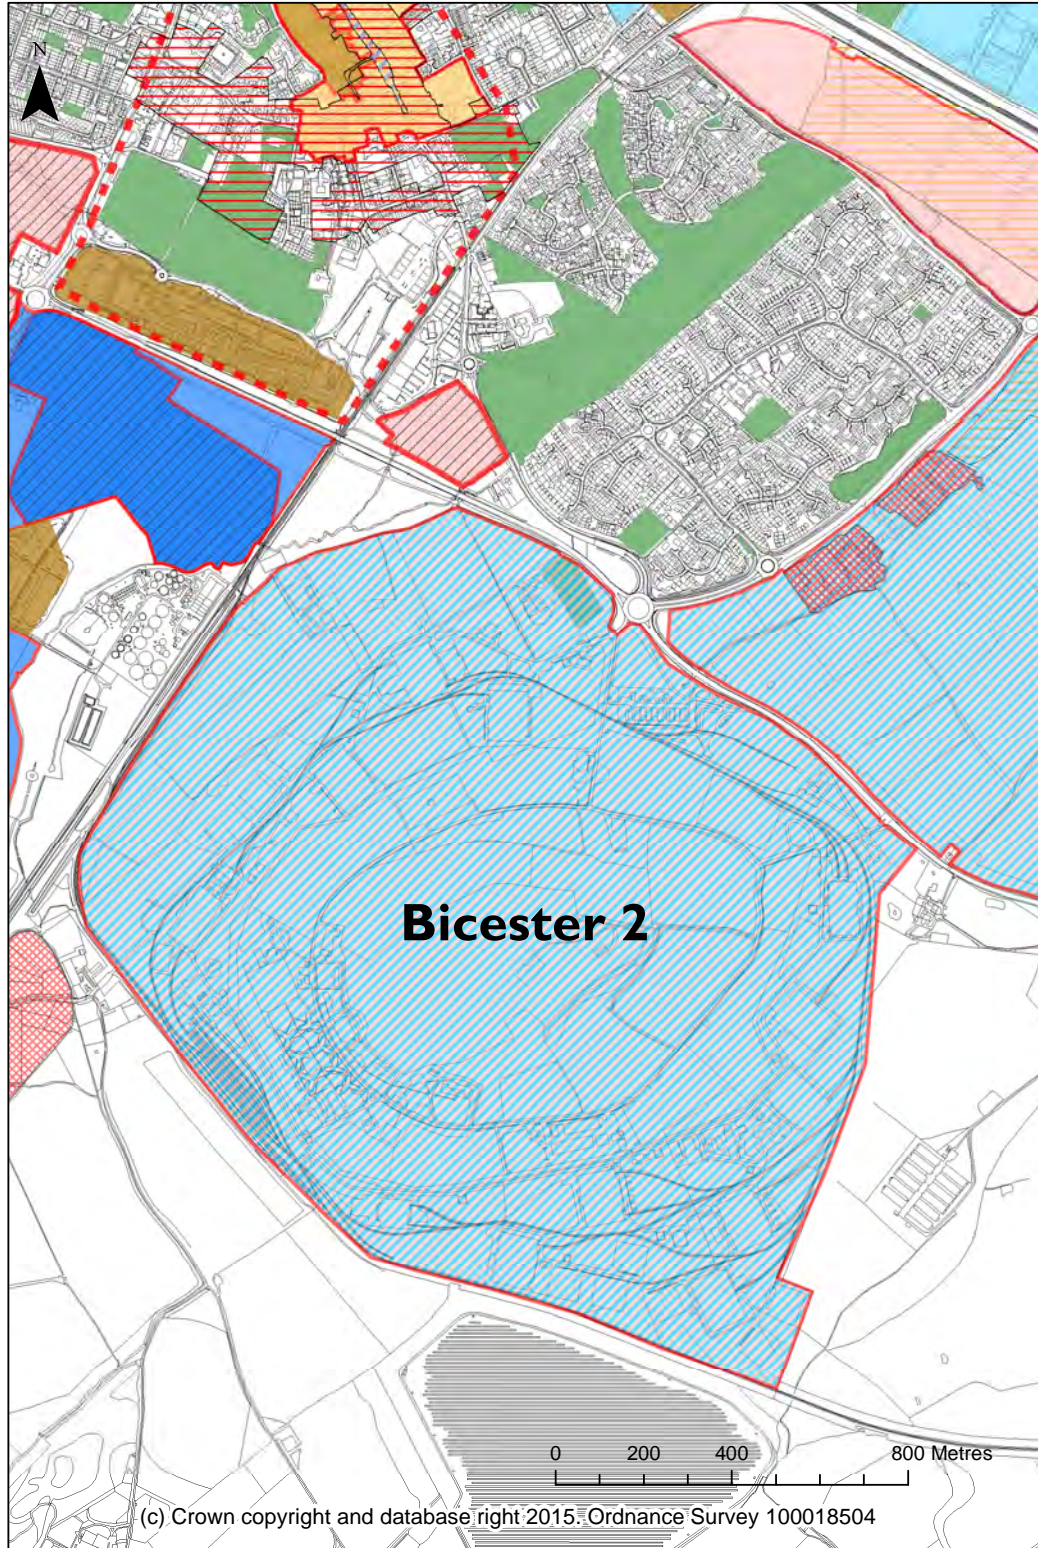 N
Bicester 2
0 200 400 800 Metres
(c) Crown copyright and database right 2015. Ordnance Survey 100018504